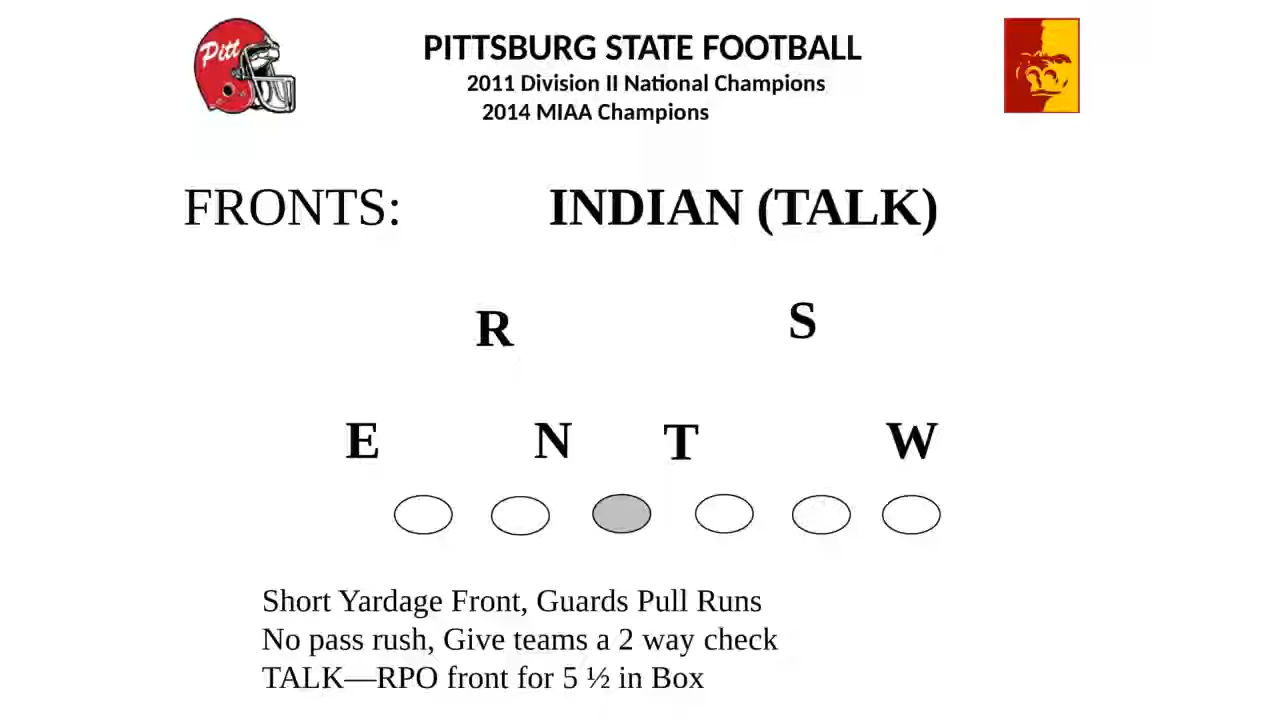 Pitt
PITTSBURG STATE FOOTBALL
2011 Division II National Champions
2014 MIAA Champions
FRONTS: INDIAN (TALK)
R S
E N T W
Short Yardage Front, Guards Pull Runs
No pass rush, Give teams a 2 way check
TALK—RPO front for 5 ½ in Box